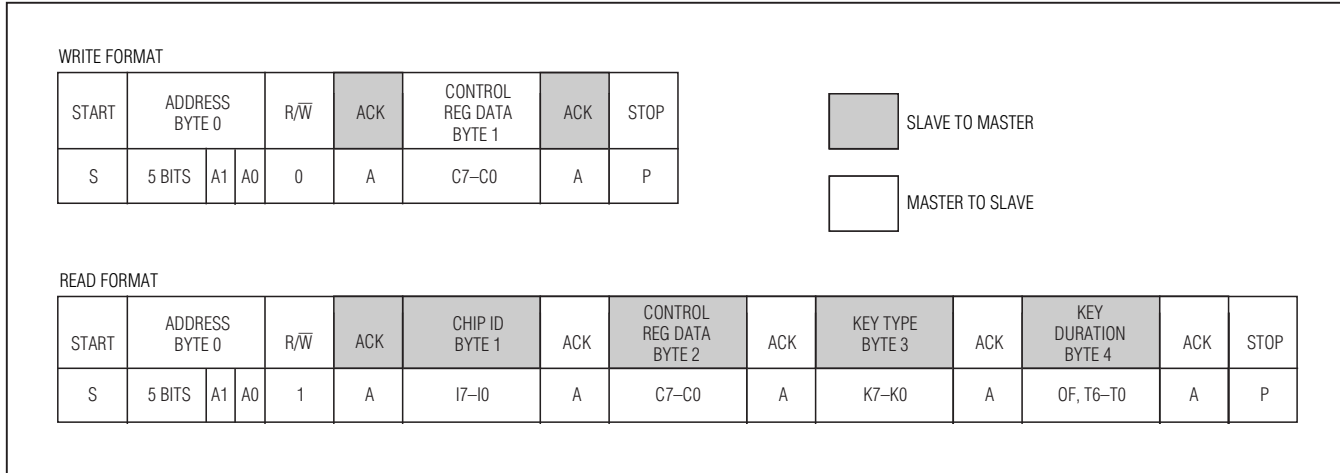 WRITE FORMAT
START
ADDRESS
BYTE 0
R/W̅
ACK
CONTROL
REG DATA
BYTE 1
ACK
STOP
S
5 BITS
A1
A0
0
A
C7–C0
A
P
SLAVE TO MASTER
MASTER TO SLAVE
READ FORMAT
START
ADDRESS
BYTE 0
R/W̅
ACK
CHIP ID
BYTE 1
ACK
CONTROL
REG DATA
BYTE 2
ACK
KEY TYPE
BYTE 3
ACK
KEY
DURATION
BYTE 4
ACK
STOP
S
5 BITS
A1
A0
1
A
I7–I0
A
C7–C0
A
K7–K0
A
OF, T6–T0
A
P